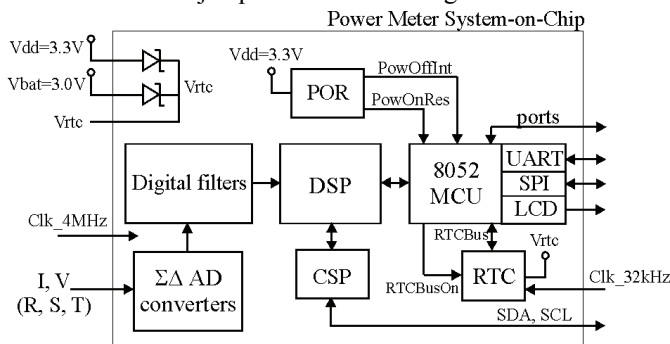 Power Meter System-on-Chip
Vdd=3.3V
Vbat=3.0V
Vrtc
Vrtc
Vdd=3.3V
POR
PowOffInt
PowOnRes
ports
Digital filters
DSP
8052
MCU
UART
SPI
LCD
Clk_4MHz
RTCBus
Vrtc
I, V
(R, S, T)
ΣΔ AD
converters
CSP
RTCBusOn
RTC
Clk_32kHz
SDA, SCL